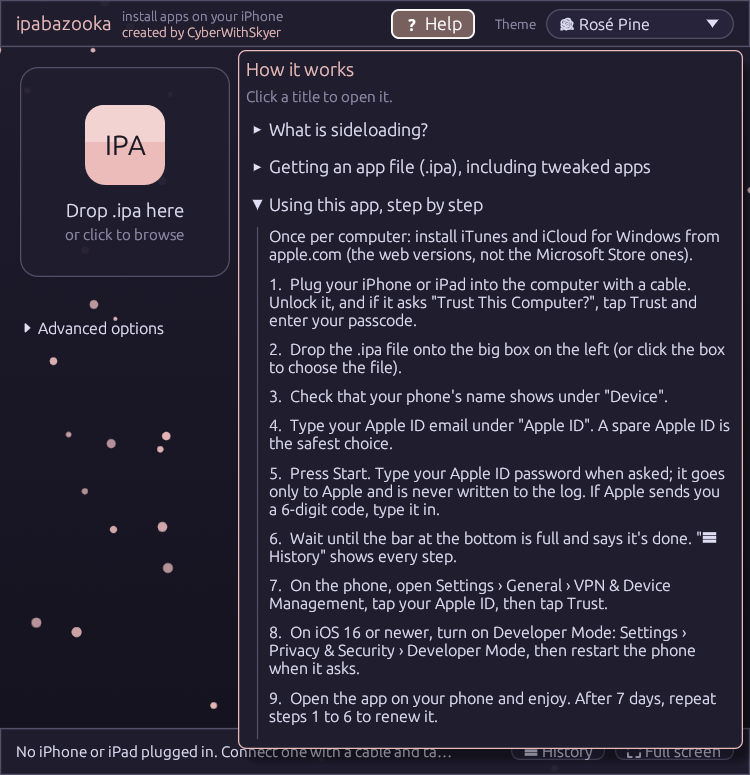 ipabazooka
install apps on your iPhone
created by CyberWithSkyer
? Help
Theme
Rosé Pine
IPA
Drop .ipa here
or click to browse
Advanced options
How it works
Click a title to open it.
What is sideloading?
Getting an app file (.ipa), including tweaked apps
Using this app, step by step
Once per computer: install iTunes and iCloud for Windows from
apple.com (the web versions, not the Microsoft Store ones).
1. Plug your iPhone or iPad into the computer with a cable.
Unlock it, and if it asks "Trust This Computer?", tap Trust and
enter your passcode.
2. Drop the .ipa file onto the big box on the left (or click the box
to choose the file).
3. Check that your phone's name shows under "Device".
4. Type your Apple ID email under "Apple ID". A spare Apple ID is
the safest choice.
5. Press Start. Type your Apple ID password when asked; it goes
only to Apple and is never written to the log. If Apple sends you
a 6-digit code, type it in.
6. Wait until the bar at the bottom is full and says it's done. "☰
History" shows every step.
7. On the phone, open Settings › General › VPN & Device
Management, tap your Apple ID, then tap Trust.
8. On iOS 16 or newer, turn on Developer Mode: Settings ›
Privacy & Security › Developer Mode, then restart the phone
when it asks.
9. Open the app on your phone and enjoy. After 7 days, repeat
steps 1 to 6 to renew it.
No iPhone or iPad plugged in. Connect one with a cable and ta…
History
Full screen